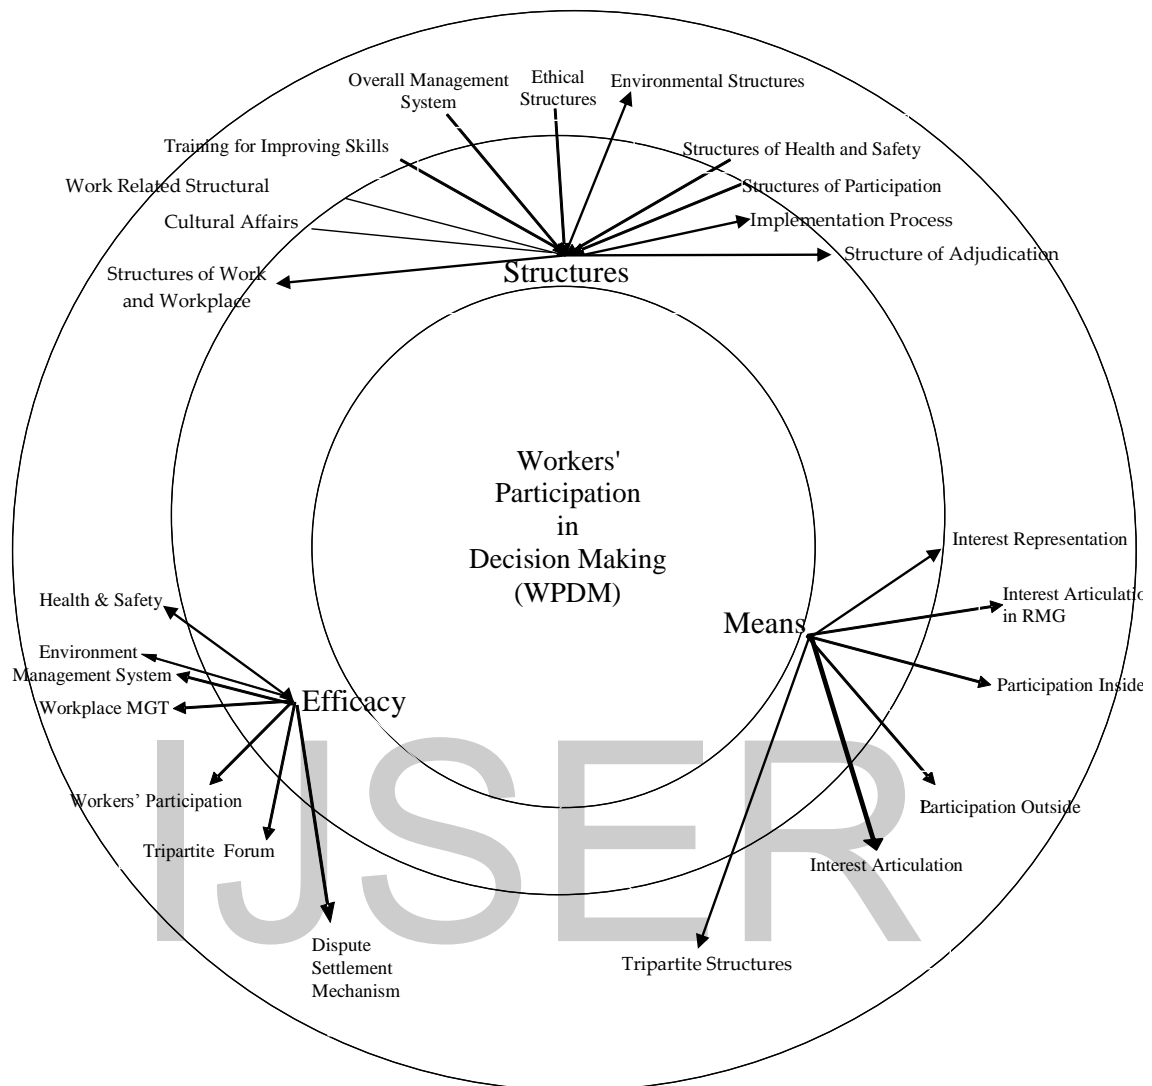 Overall Management
System
Ethical
Structures
Environmental Structures
Training for Improving Skills
Structures of Health and Safety
Work Related Structural
Structures of Participation
Cultural Affairs
Implementation Process
Structures of Work
and Workplace
Structure of Adjudication
Structures
Workers'
Participation
in
Decision Making
(WPDM)
Interest Representation
Interest Articulatio
in RMG
Means
Participation Inside
Participation Outside
Interest Articulation
Tripartite Structures
Health & Safety
Environment
Management System
Workplace MGT
Efficacy
Workers’ Participation
Tripartite Forum
Dispute
Settlement
Mechanism
IJSER